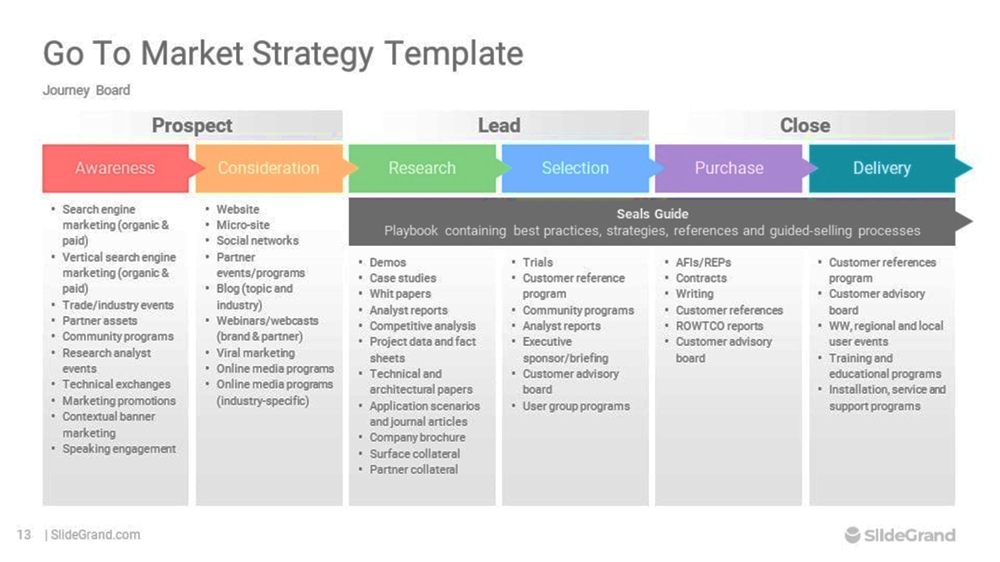 Go To Market Strategy Template
Journey Board
Prospect
Lead
Close
Awareness
Consideration
Research
Selection
Purchase
Delivery
Seals Guide
Playbook containing best practices, strategies, references and guided-selling processes
• Search engine
marketing (organic &
paid)
• Vertical search engine
marketing (organic &
paid)
• Trade/industry events
• Partner assets
• Community programs
• Research analyst
events
• Technical exchanges
• Marketing promotions
• Contextual banner
marketing
• Speaking engagement
• Website
• Micro-site
• Social networks
• Partner
events/programs
• Blog (topic and
industry)
• Webinars/webcasts
(brand & partner)
• Viral marketing
• Online media programs
• Online media programs
(industry-specific)
• Demos
• Case studies
• Whit papers
• Analyst reports
• Competitive analysis
• Project data and fact
sheets
• Technical and
architectural papers
• Application scenarios
and journal articles
• Company brochure
• Surface collateral
• Partner collateral
• Trials
• Customer reference
program
• Community programs
• Analyst reports
• Executive
sponsor/briefing
• Customer advisory
board
• User group programs
• AFIs/REPs
• Contracts
• Writing
• Customer references
• ROWTCO reports
• Customer advisory
board
• Customer references
program
• Customer advisory
board
• WW, regional and local
user events
• Training and
educational programs
• Installation, service and
support programs
13 | SlideGrand.com
SlIdeGrand